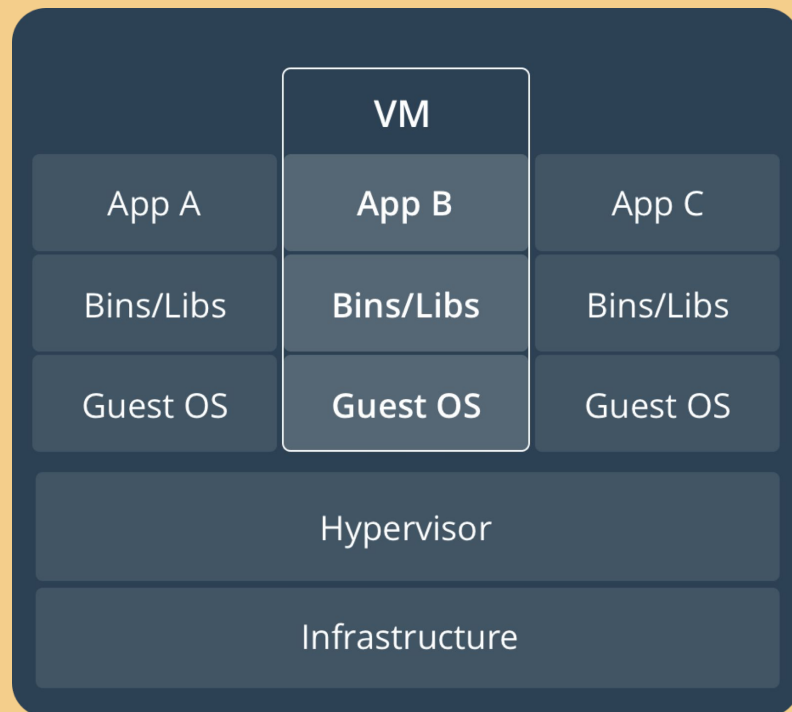 VM
App A App B App C
Bins/Libs Bins/Libs Bins/Libs
Guest OS Guest OS Guest OS
Hypervisor
Infrastructure